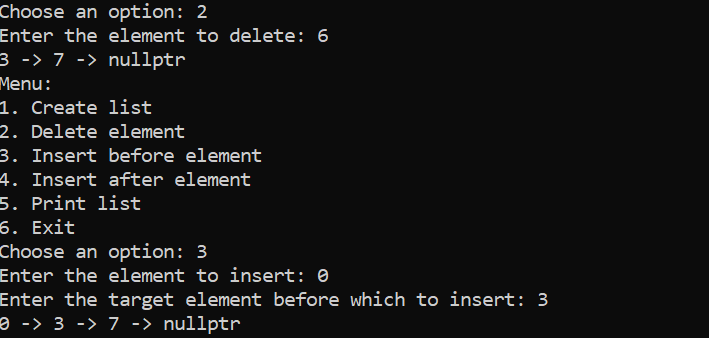 Choose an option: 2
Enter the element to delete: 6
3 -> 7 -> nullptr
Menu:
1. Create list
2. Delete element
3. Insert before element
4. Insert after element
5. Print list
6. Exit
Choose an option: 3
Enter the element to insert: 0
Enter the target element before which to insert: 3
0 -> 3 -> 7 -> nullptr